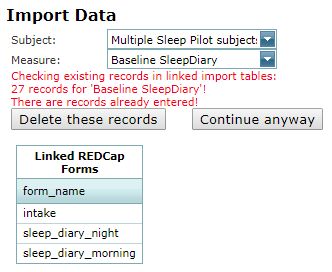 Import Data
Subject: Multiple Sleep Pilot subjects
Measure: Baseline SleepDiary
Checking existing records in linked import tables:
27 records for 'Baseline SleepDiary'!
There are records already entered!
Delete these records Continue anyway
Linked REDCap
Forms
form_name
intake
sleep_diary_night
sleep_diary_morning